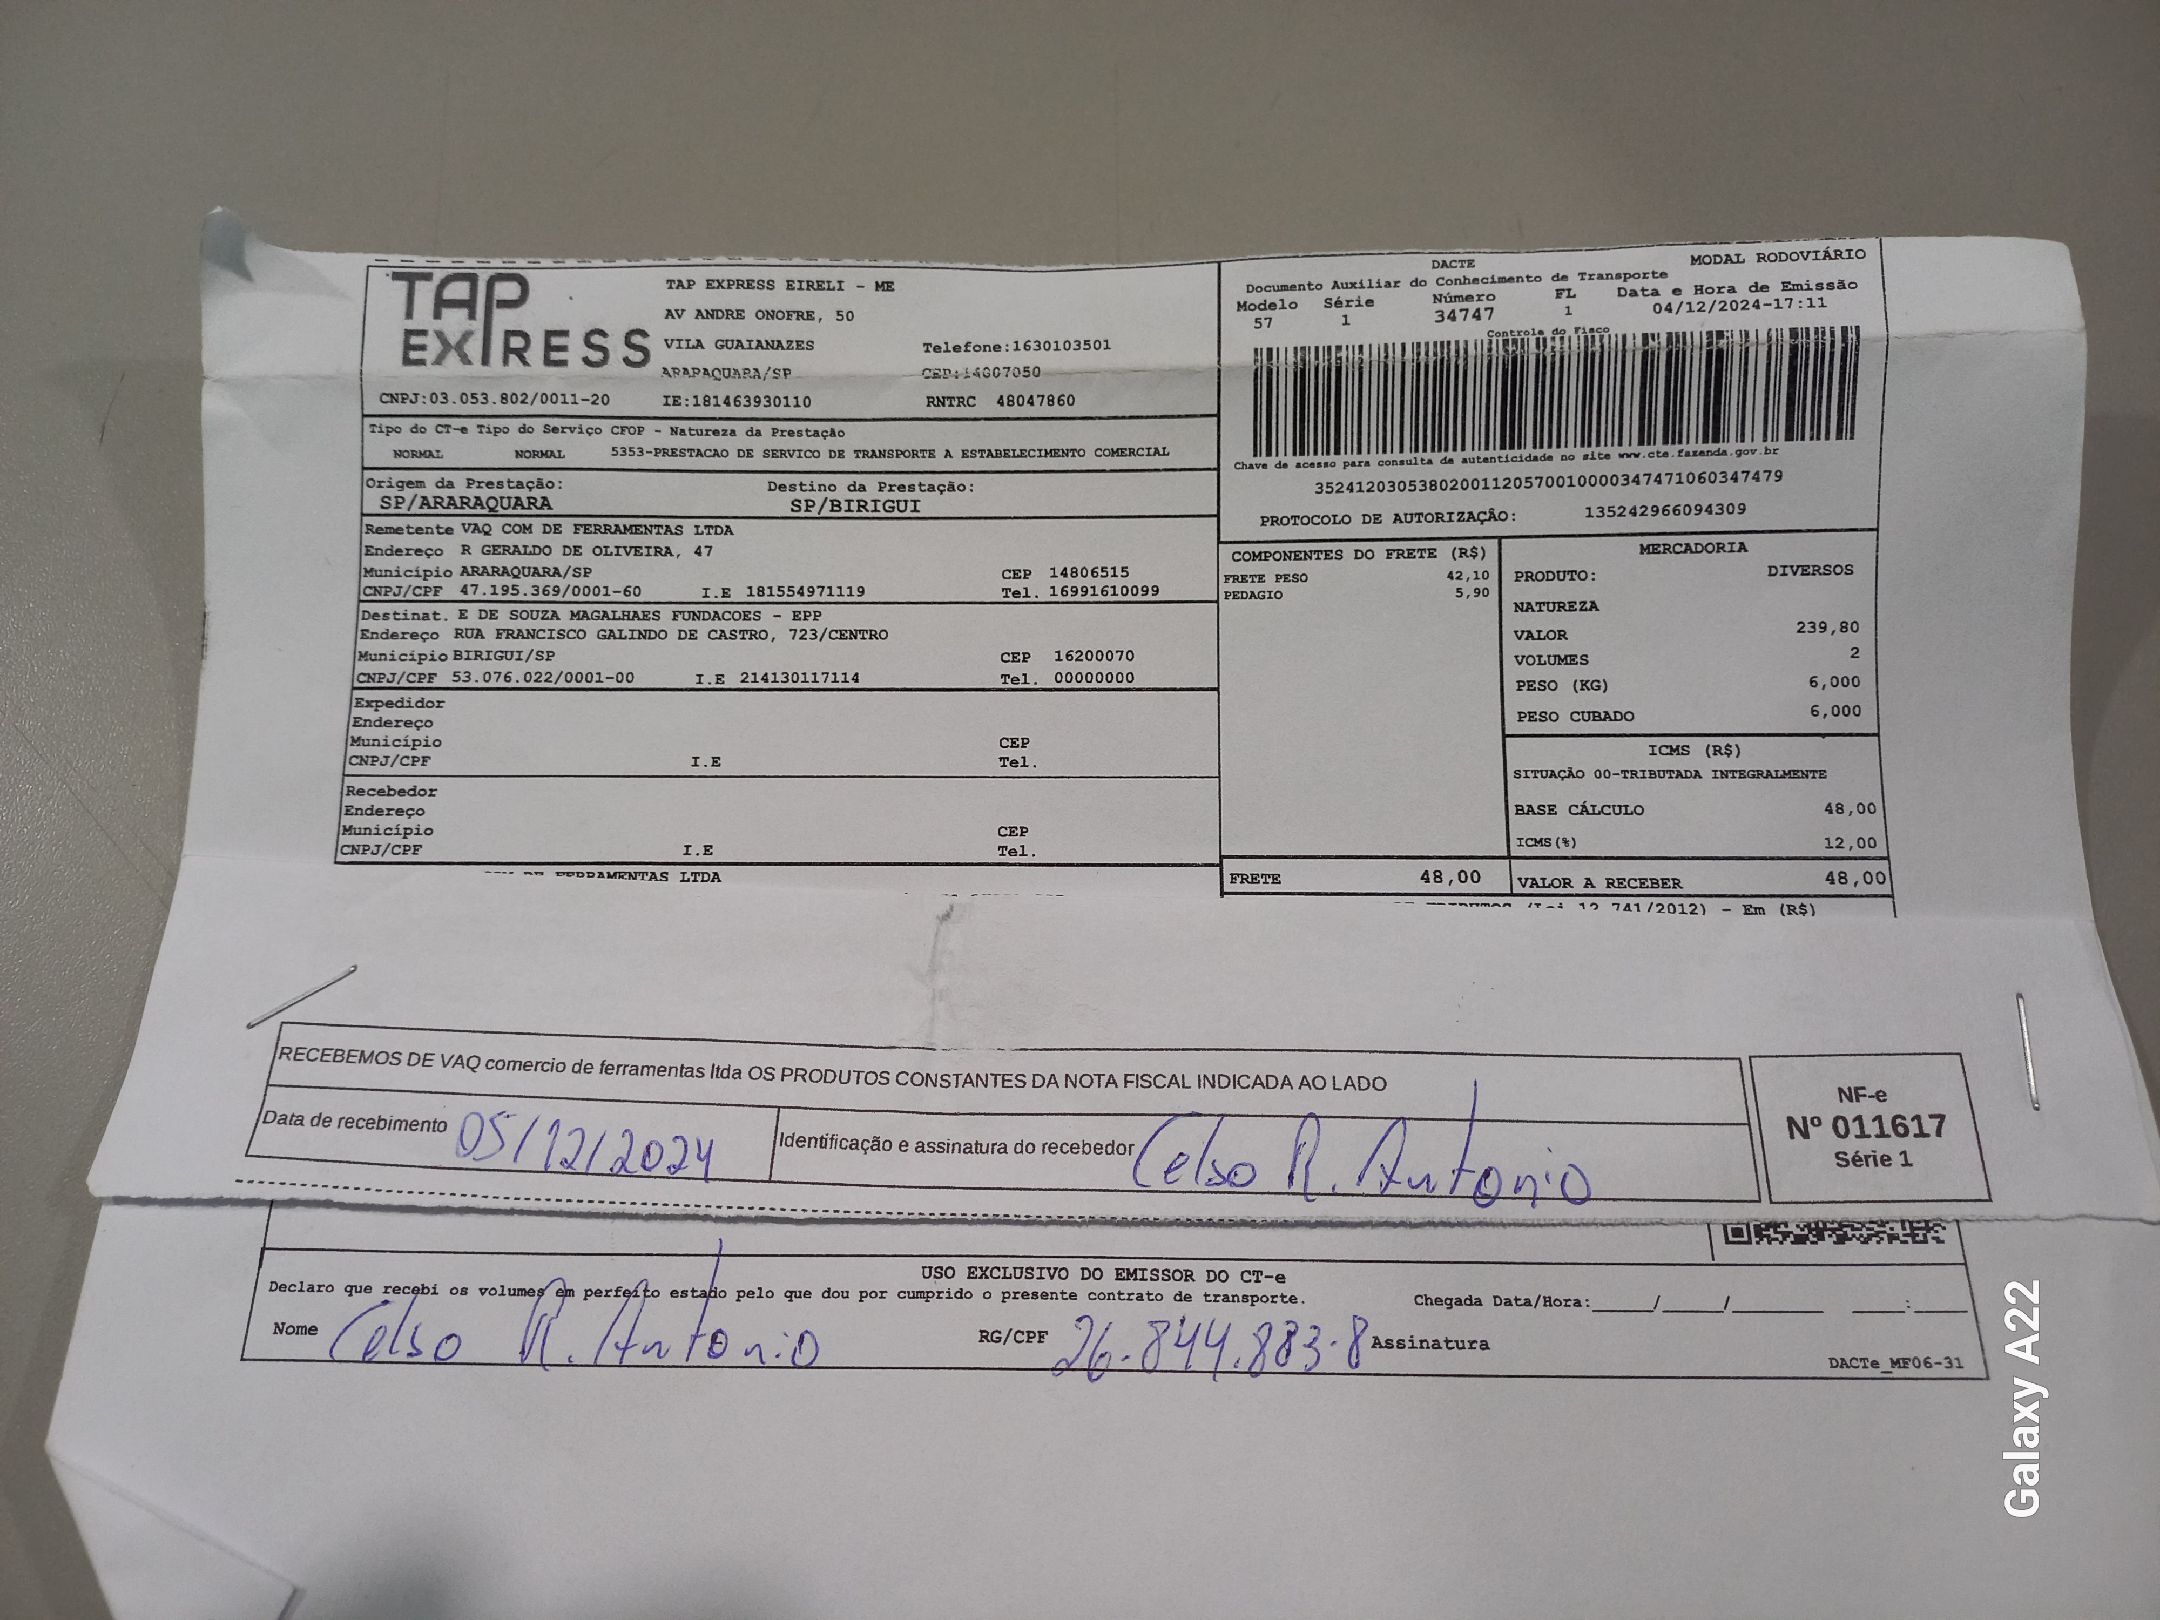 TAP EXPRESS
TAP EXPRESS EIRELI - ME
AV ANDRE ONOFRE, 50
VILA GUAIANAZES Telefone:1630103501
ARARAQUARA/SP CEP:14807050
CNPJ:03.053.802/0011-20 IE:181463930110 RNTRC 48047860
Tipo do CT-e Tipo do Serviço CFOP - Natureza da Prestação
NORMAL NORMAL 5353-PRESTACAO DE SERVICO DE TRANSPORTE A ESTABELECIMENTO COMERCIAL
Origem da Prestação: Destino da Prestação:
SP/ARARAQUARA SP/BIRIGUI
Remetente VAQ COM DE FERRAMENTAS LTDA
Endereço R GERALDO DE OLIVEIRA, 47
Município ARARAQUARA/SP CEP 14806515
CNPJ/CPF 47.195.369/0001-60 I.E 181554971119 Tel. 16991610099
Destinat. E DE SOUZA MAGALHAES FUNDACOES - EPP
Endereço RUA FRANCISCO GALINDO DE CASTRO, 723/CENTRO
Município BIRIGUI/SP CEP 16200070
CNPJ/CPF 53.076.022/0001-00 I.E 214130117114 Tel. 00000000
Expedidor
Endereço
Município CEP
CNPJ/CPF I.E Tel.
Recebedor
Endereço
Município CEP
CNPJ/CPF I.E Tel.
FERRAMENTAS LTDA
DACTE MODAL RODOVIÁRIO
Documento Auxiliar do Conhecimento de Transporte
Modelo Série Número FL Data e Hora de Emissão
57 1 34747 1 04/12/2024-17:11
Controle do Fisco
Chave de acesso para consulta de autenticidade no site www.cte.fazenda.gov.br
35241203053802001120570010000347471060347479
PROTOCOLO DE AUTORIZAÇÃO: 135242966094309
COMPONENTES DO FRETE (R$)
FRETE PESO 42,10
PEDAGIO 5,90
MERCADORIA
PRODUTO: DIVERSOS
NATUREZA
VALOR 239,80
VOLUMES 2
PESO (KG) 6,000
PESO CUBADO 6,000
ICMS (R$)
SITUAÇÃO 00-TRIBUTADA INTEGRALMENTE
BASE CÁLCULO 48,00
ICMS(%) 12,00
FRETE 48,00 VALOR A RECEBER 48,00
(Lei 12.741/2012) - Em (R$)
RECEBEMOS DE VAQ comercio de ferramentas ltda OS PRODUTOS CONSTANTES DA NOTA FISCAL INDICADA AO LADO
Data de recebimento 05/12/2024 Identificação e assinatura do recebedor Celso R. Antonio
NF-e
Nº 011617
Série 1
USO EXCLUSIVO DO EMISSOR DO CT-e
Declaro que recebi os volumes em perfeito estado pelo que dou por cumprido o presente contrato de transporte. Chegada Data/Hora:_____/_____/_________ _____:_____
Nome Celso R. Antonio RG/CPF 26.844.883-8 Assinatura
DACTe_MF06-31
Galaxy A22